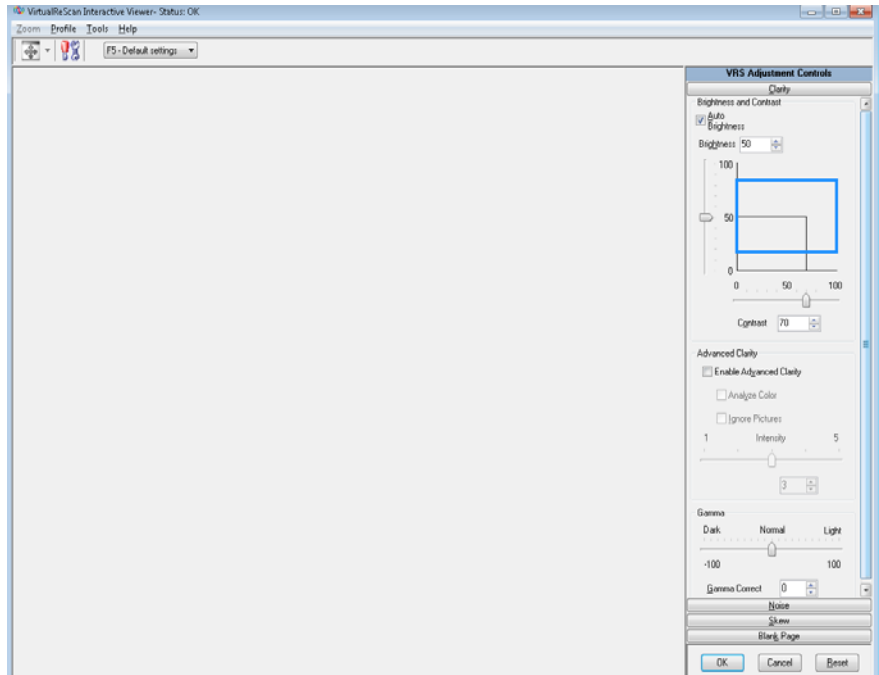 VirtualReScan Interactive Viewer- Status: OK
Zoom Profile Tools Help
F5 - Default settings
VRS Adjustment Controls
Clarity
Brightness and Contrast
Auto
Brightness
Brightness 50
100
50
0
0 50 100
Contrast 70
Advanced Clarity
Enable Advanced Clarity
Analyze Color
Ignore Pictures
1 Intensity 5
3
Gamma
Dark Normal Light
-100 100
Gamma Correct 0
Noise
Skew
Blank Page
OK Cancel Reset